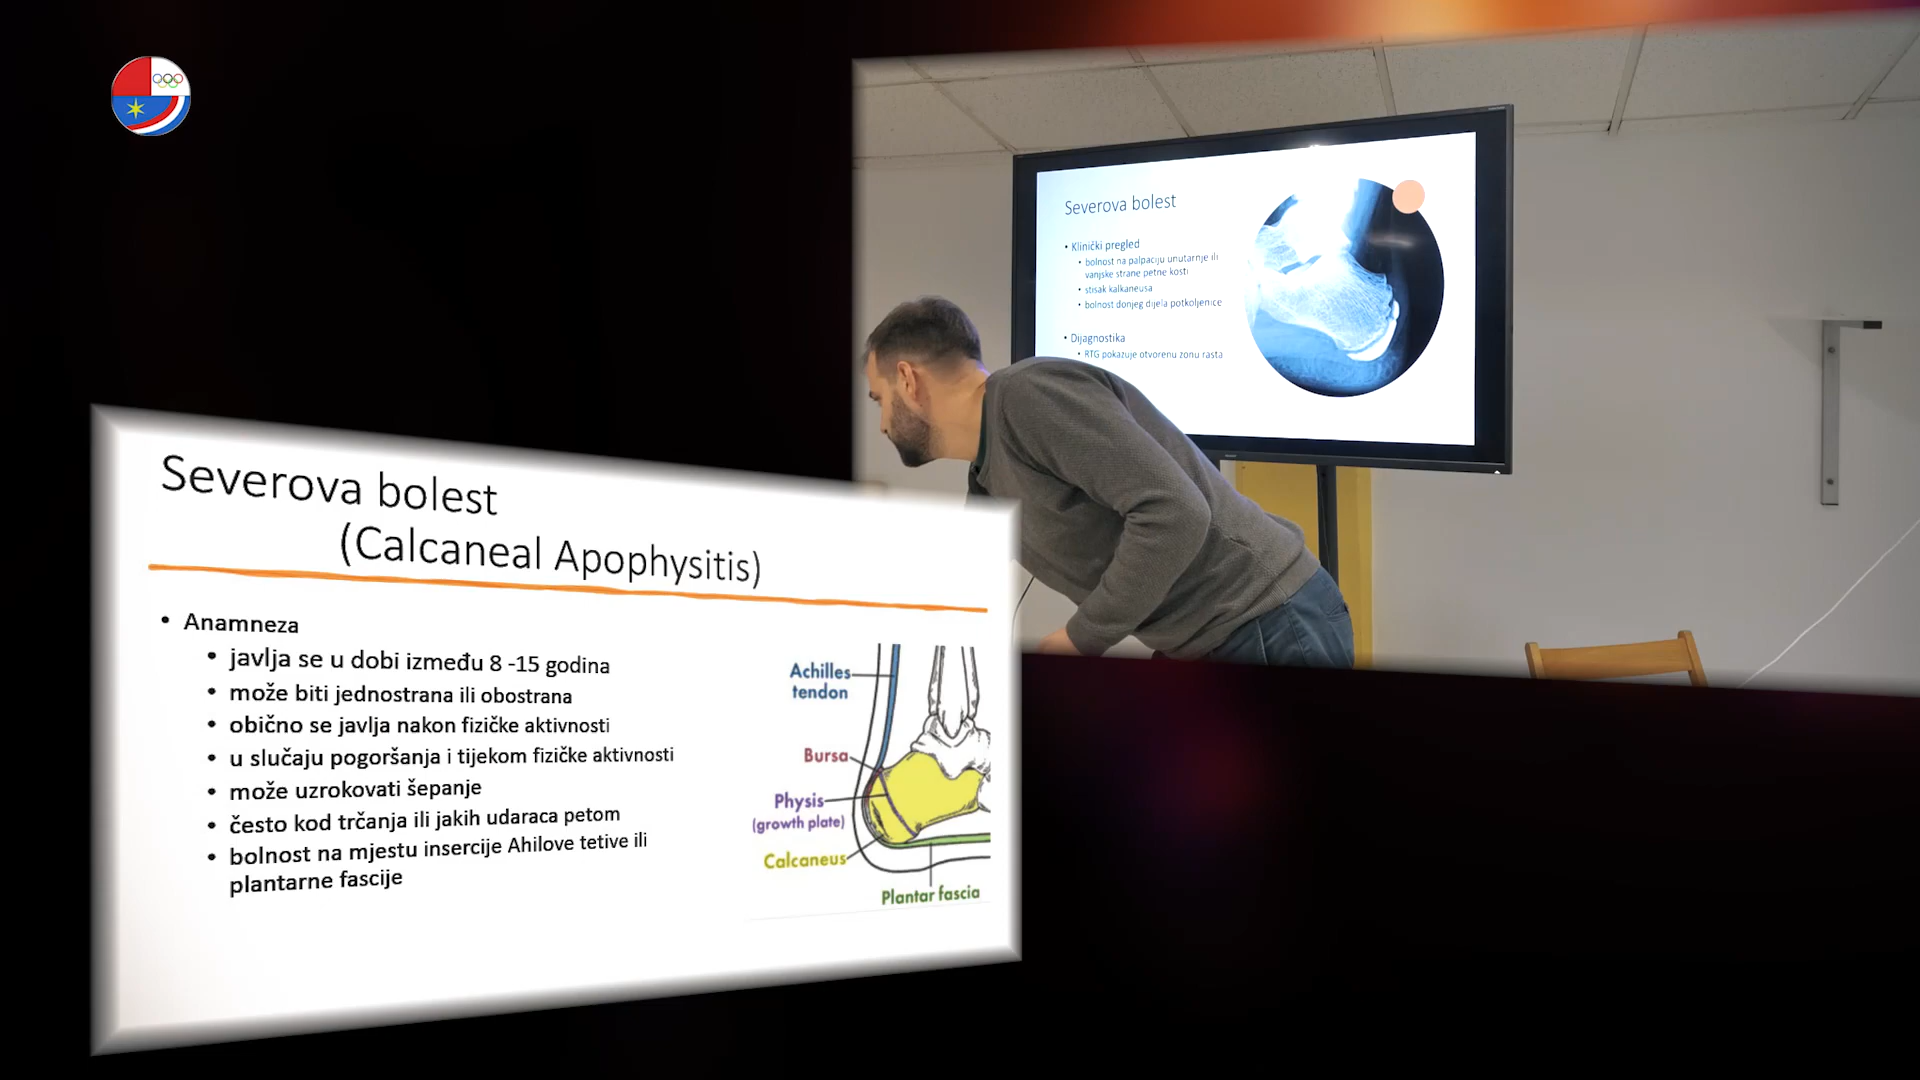 Severova bolest
(Calcaneal Apophysitis)
• Anamneza
• javlja se u dobi između 8 -15 godina
• može biti jednostrana ili obostrana
• obično se javlja nakon fizičke aktivnosti
• u slučaju pogoršanja i tijekom fizičke aktivnosti
• može uzrokovati šepanje
• često kod trčanja ili jakih udaraca petom
• bolnost na mjestu insercije Ahilove tetive ili
plantarne fascije
Achilles
tendon
Bursa
Physis
(growth plate)
Calcaneus
Plantar fascia
Severova bolest
• Klinički pregled
• bolnost na palpaciju unutarnje ili
vanjske strane petne kosti
• stisak kalkaneusa
• bolnost donjeg dijela potkoljenice
• Dijagnostika
• RTG pokazuje otvorenu zonu rasta